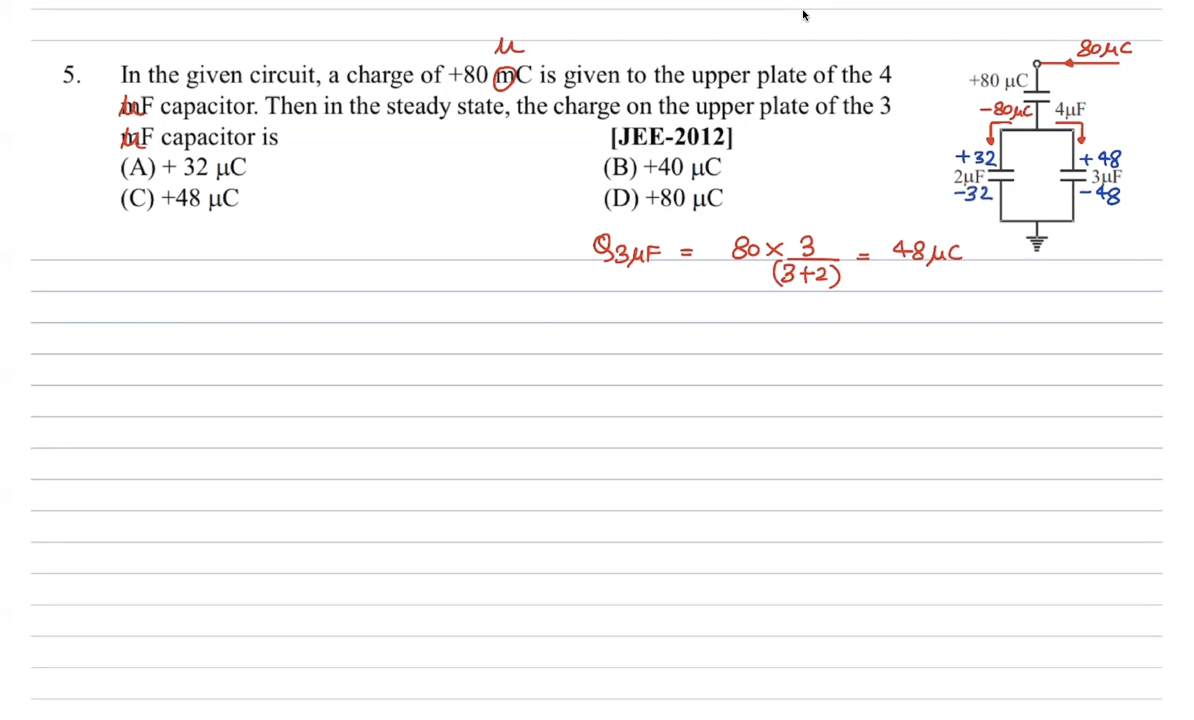 μ
5. In the given circuit, a charge of +80 mC is given to the upper plate of the 4
μF capacitor. Then in the steady state, the charge on the upper plate of the 3
μF capacitor is [JEE-2012]
(A) + 32 μC (B) +40 μC
(C) +48 μC (D) +80 μC
80μC
+80 μC
-80μC 4μF
+32 +48
2μF 3μF
-32 -48
Q3μF = 80 × 3/(3+2) = 48μC